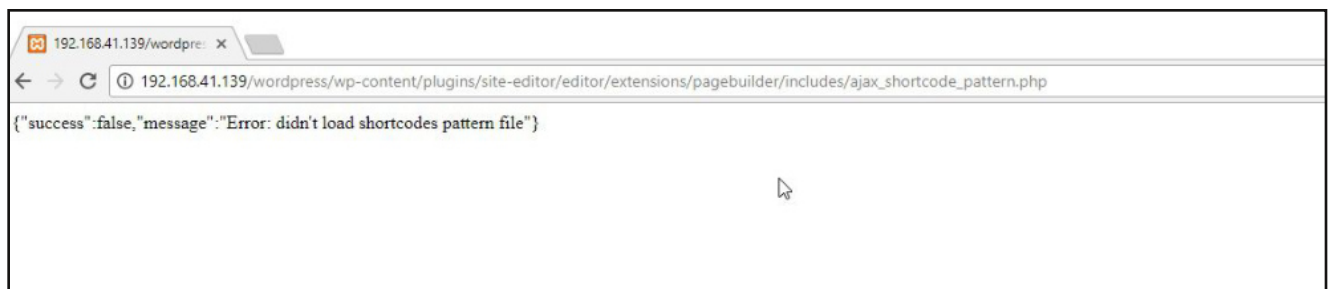 192.168.41.139/wordpre
192.168.41.139/wordpress/wp-content/plugins/site-editor/editor/extensions/pagebuilder/includes/ajax_shortcode_pattern.php
{"success":false,"message":"Error: didn't load shortcodes pattern file"}